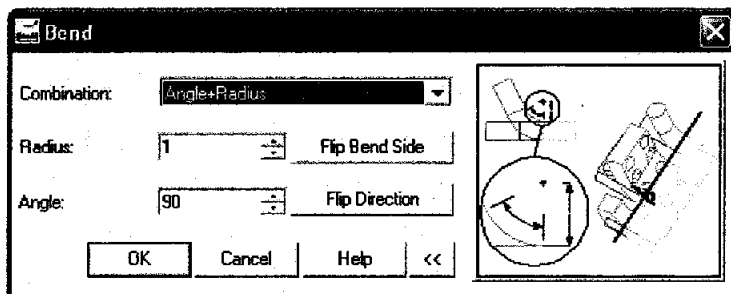 Bend
Combination: Angle+Radius
Radius: 1 Flip Bend Side
Angle: 90 Flip Direction
OK Cancel Help <<